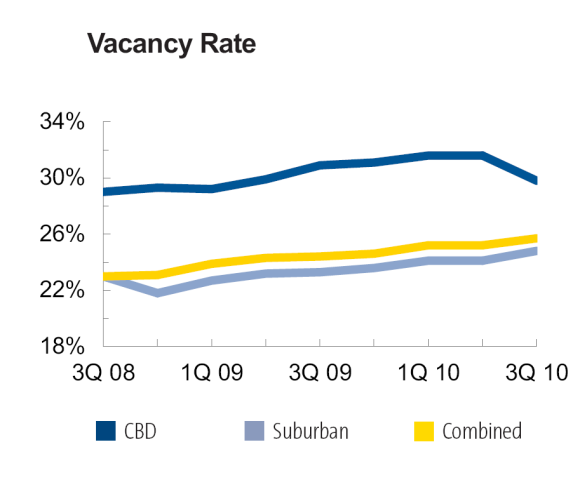 Vacancy Rate
34%
30%
26%
22%
18%
3Q 08 1Q 09 3Q 09 1Q 10 3Q 10
CBD Suburban Combined